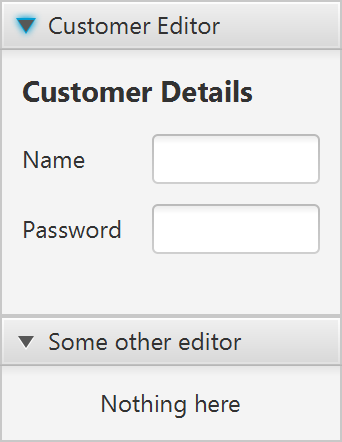 Customer Editor
Customer Details
Name
Password
Some other editor
Nothing here